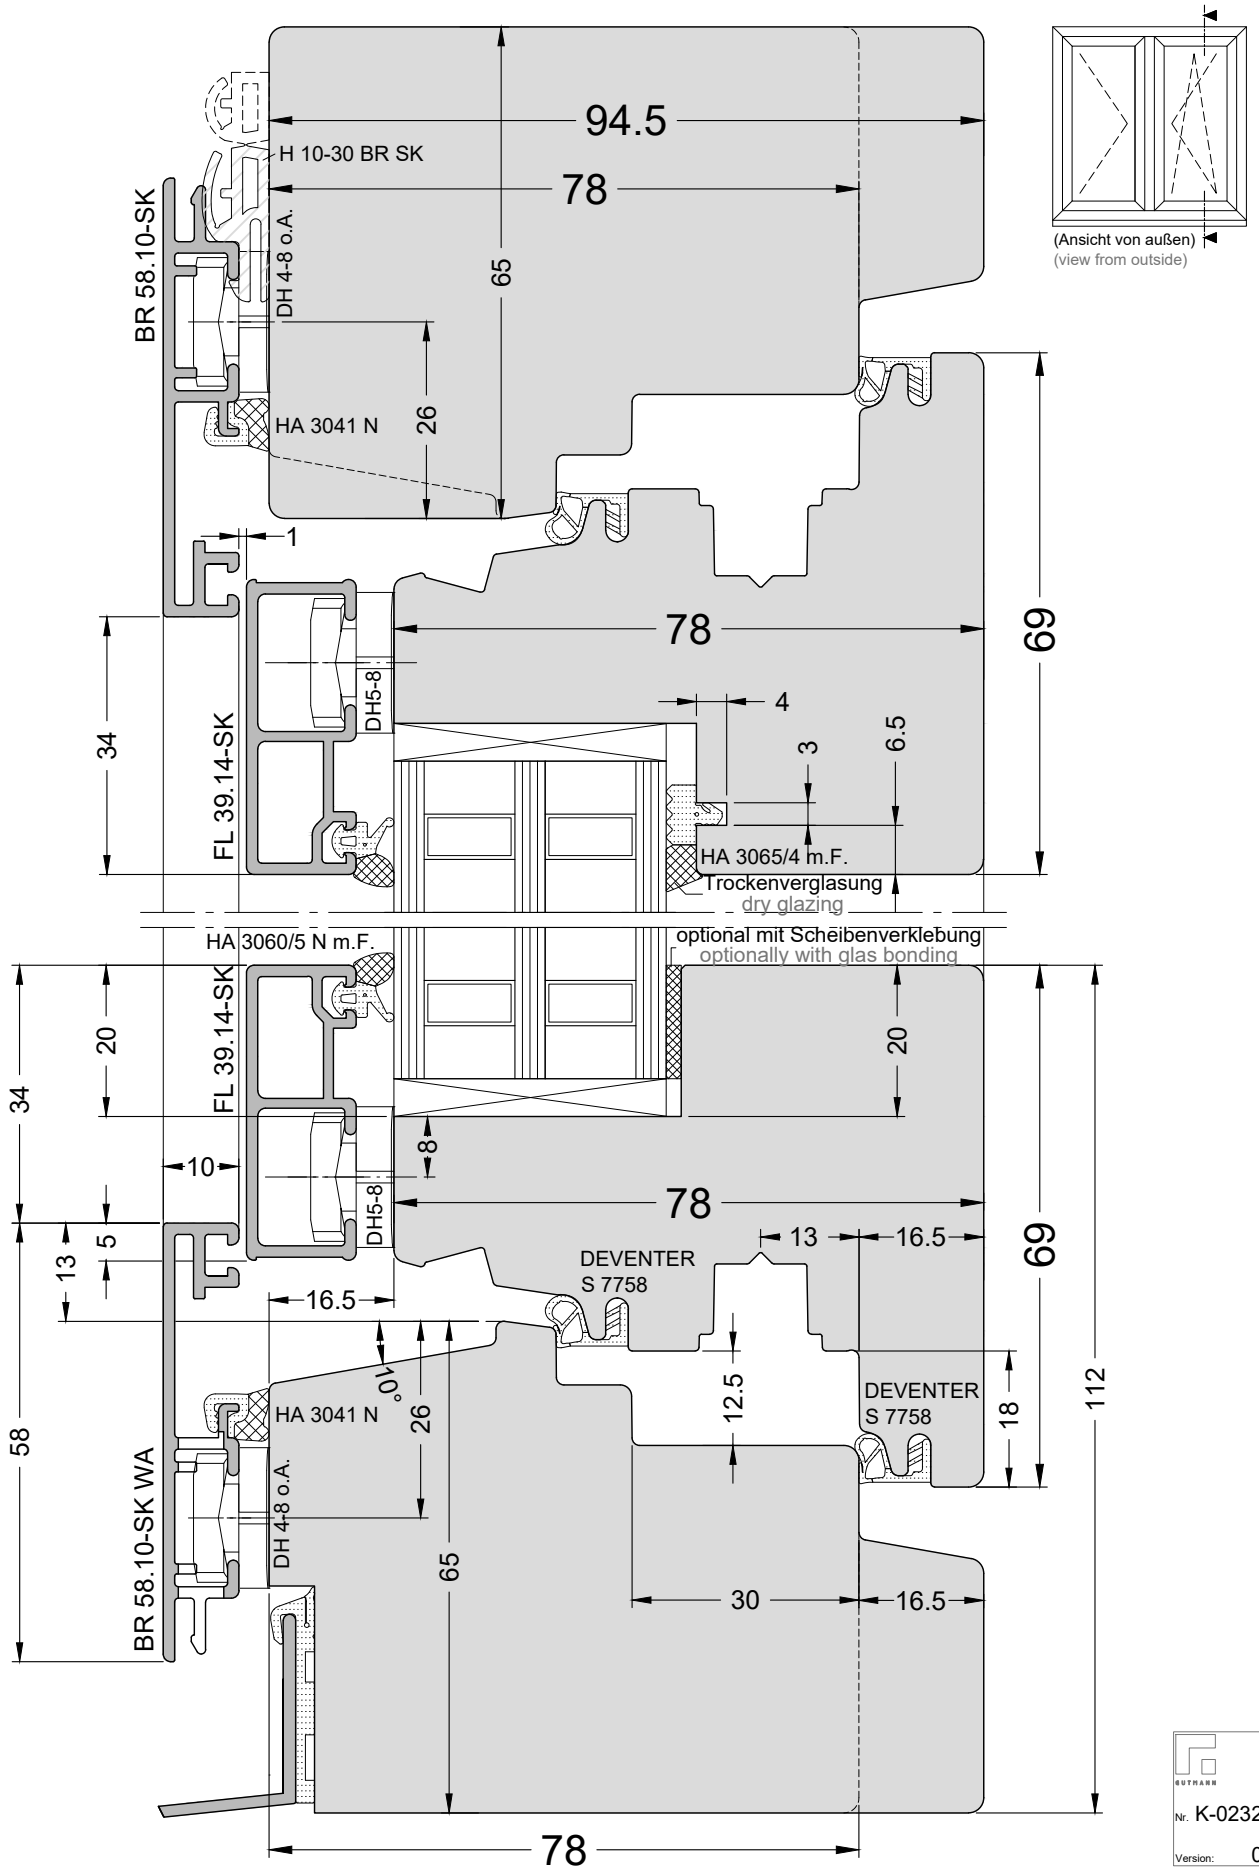 94.5
H 10-30 BR SK
78
BR 58.10-SK
DH 4-8 o.A.
65
(Ansicht von außen)
(view from outside)
26
HA 3041 N
1
78
69
34
DH5-8
4
FL 39.14-SK
3
6.5
HA 3065/4 m.F.
Trockenverglasung
dry glazing
optional mit Scheibenverklebung
optionally with glas bonding
HA 3060/5 N m.F.
FL 39.14-SK
34
20
20
10
8
DH5-8
78
13
5
13
16.5
69
DEVENTER
S 7758
16.5
10°
26
HA 3041 N
12.5
DEVENTER
S 7758
18
112
58
BR 58.10-SK WA
DH 4-8 o.A.
65
30
16.5
78
GUTMANN
Nr. K-0232
Version: 0